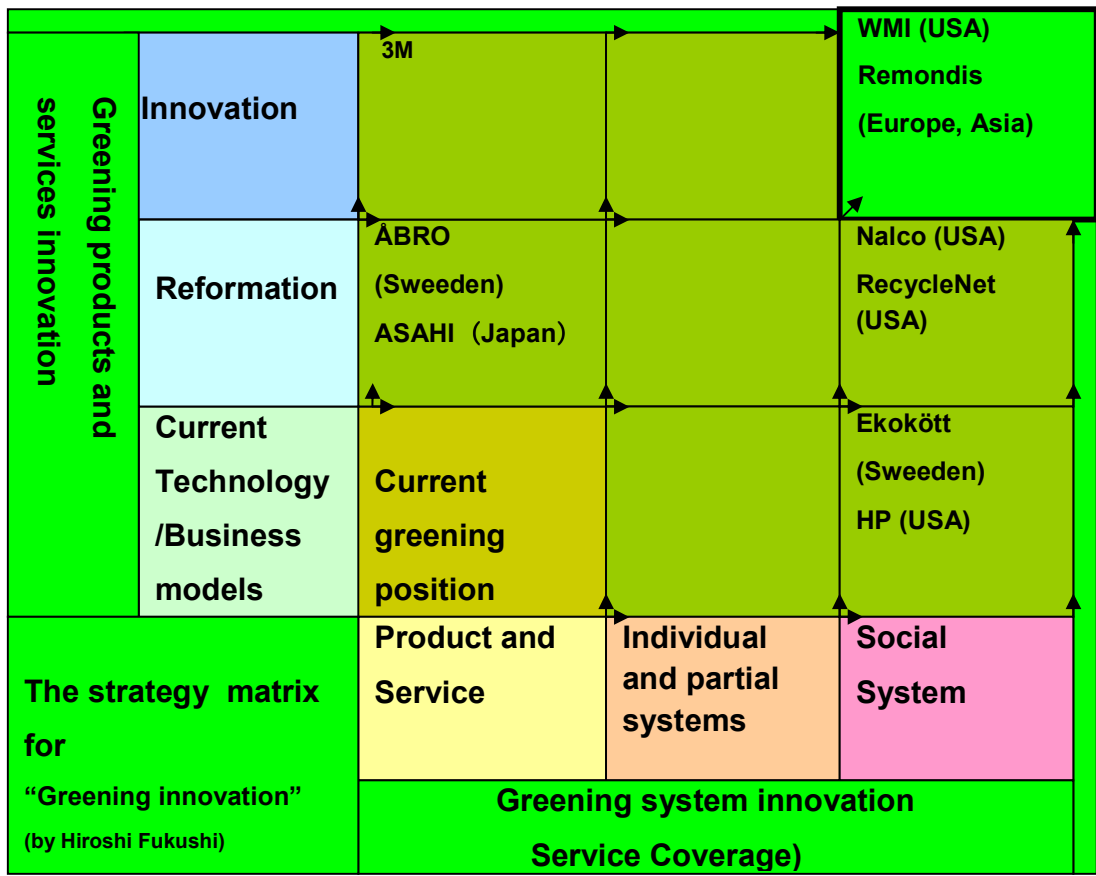 Greening products and
services innovation
Innovation
3M
WMI (USA)
Remondis
(Europe, Asia)
Reformation
ÅBRO
(Sweeden)
ASAHI（Japan）
Nalco (USA)
RecycleNet
(USA)
Current
Technology
/Business
models
Current
greening
position
Ekokött
(Sweeden)
HP (USA)
The strategy matrix
for
“Greening innovation”
(by Hiroshi Fukushi)
Product and
Service
Individual
and partial
systems
Social
System
Greening system innovation
Service Coverage)